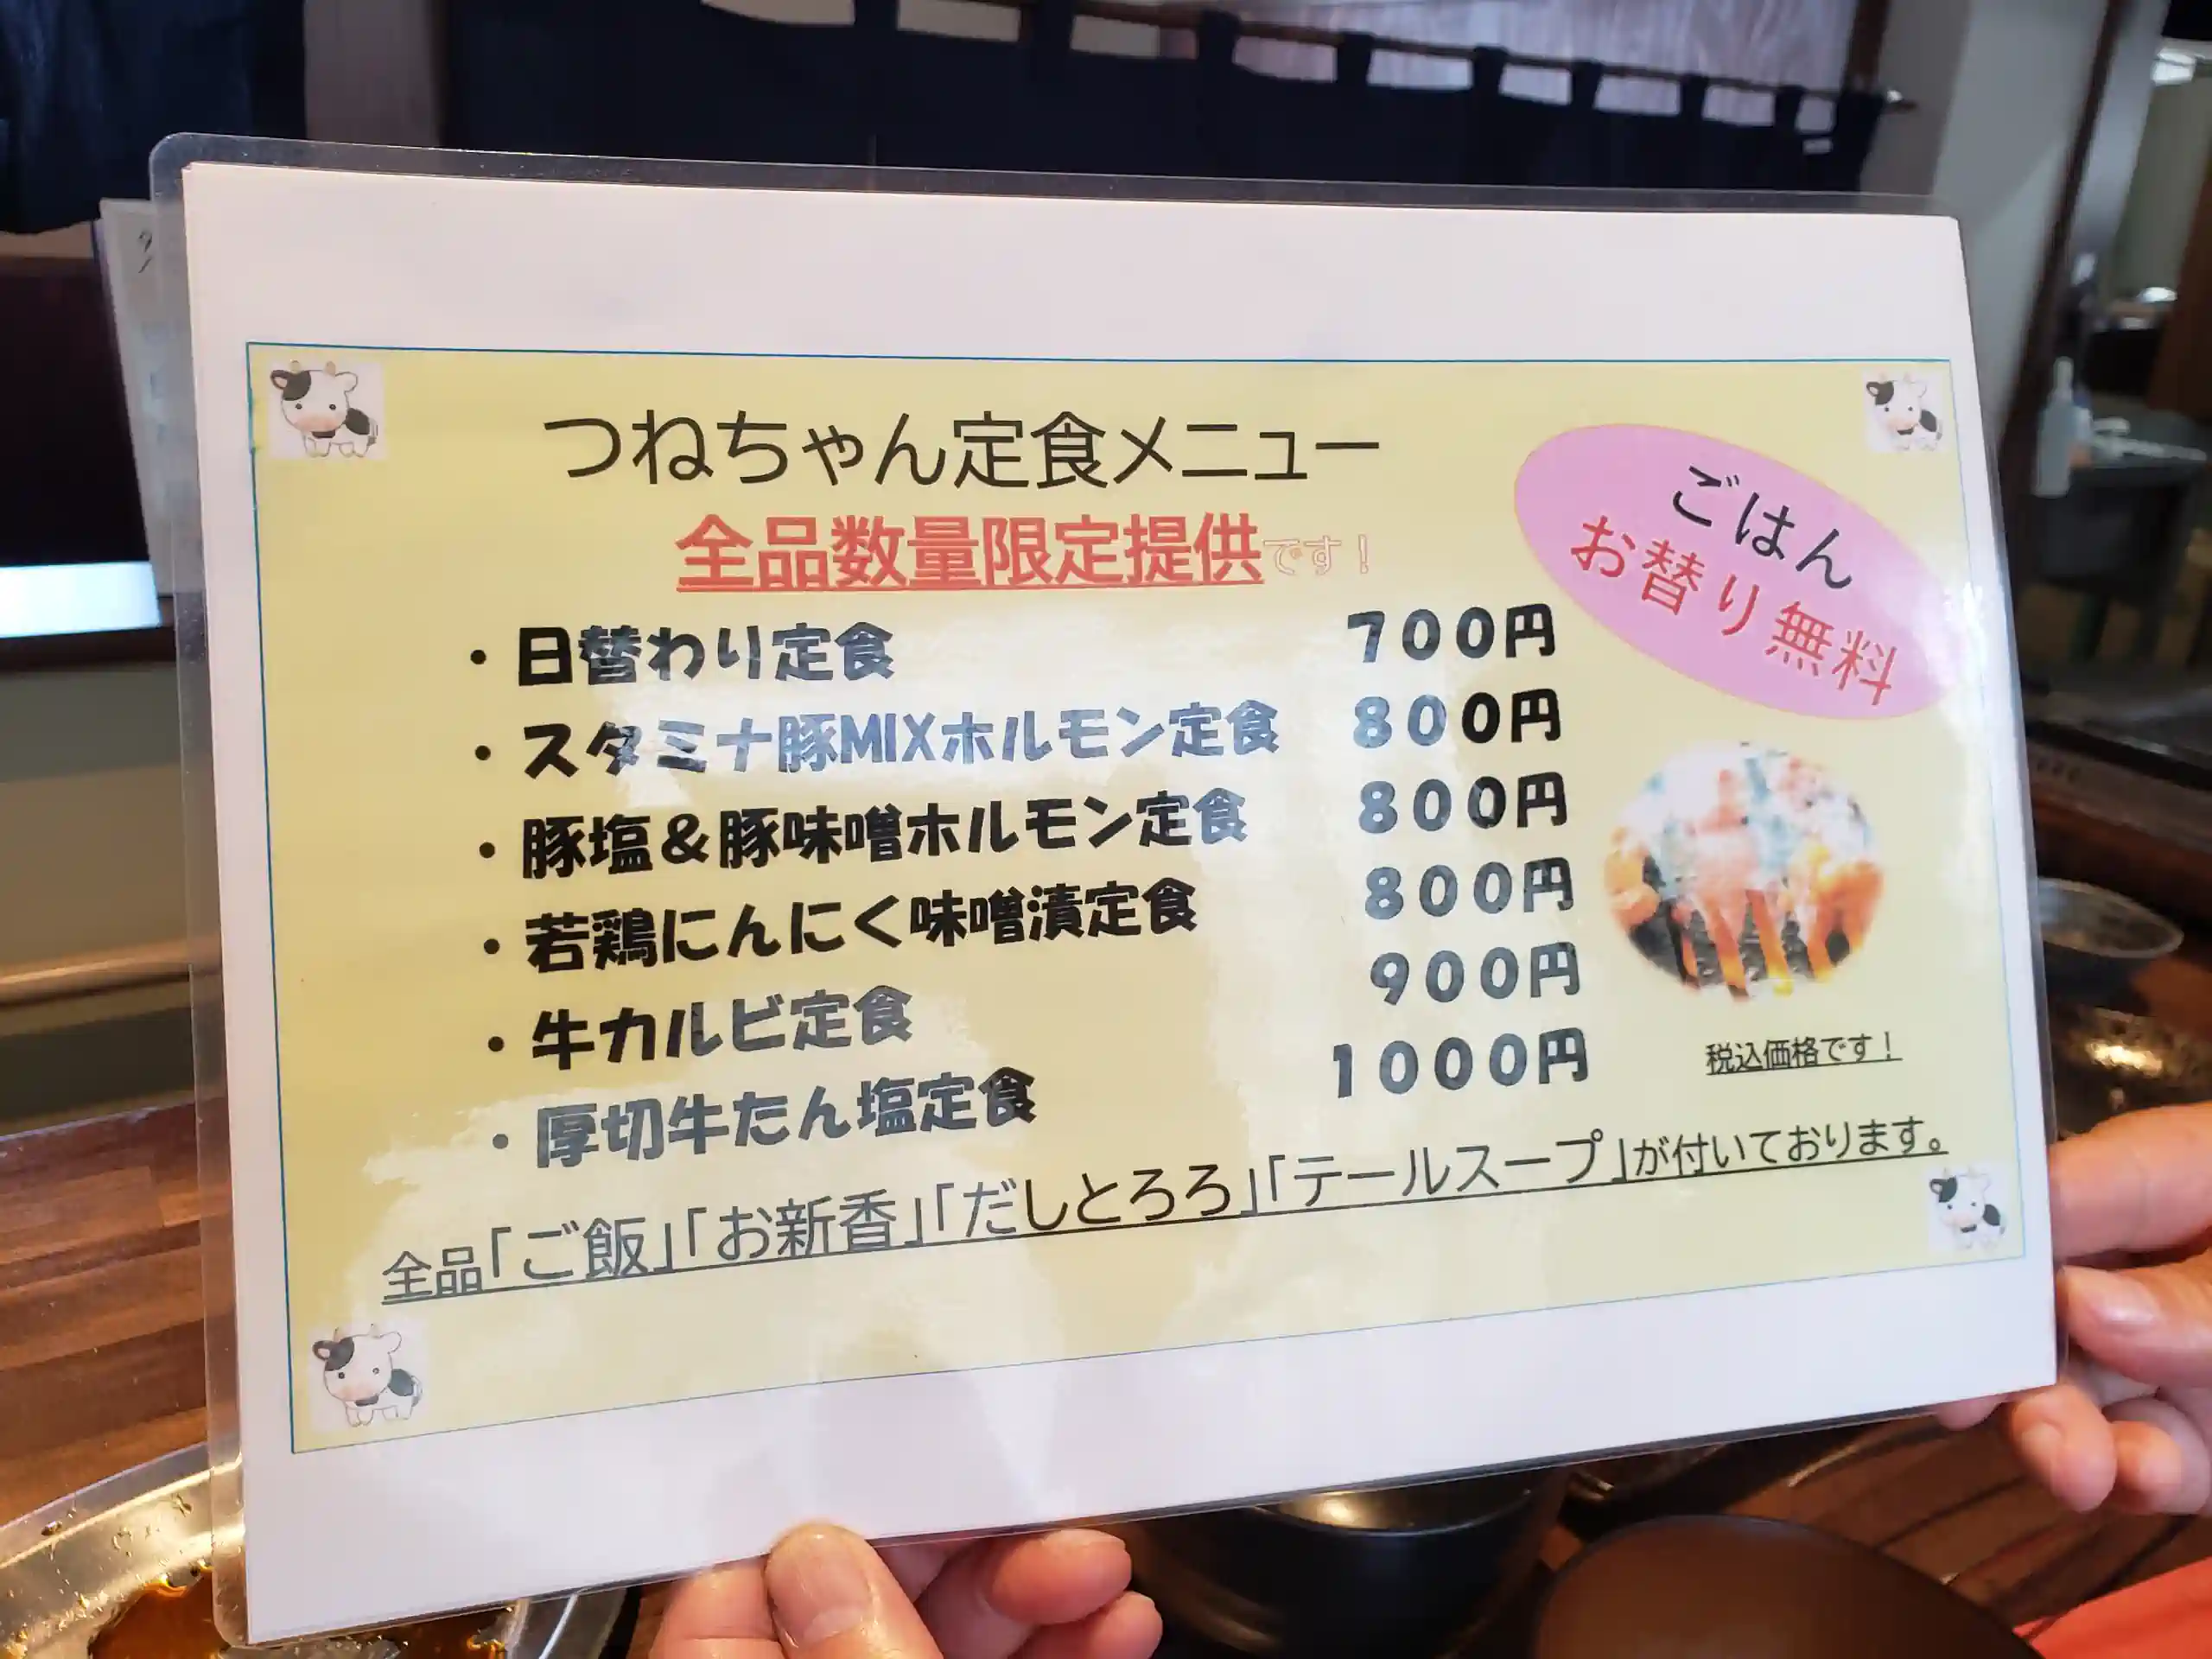 つねちゃん定食メニュー
全品数量限定提供です！
ごはん
お替り無料
・日替わり定食 700円
・スタミナ豚MIXホルモン定食 800円
・豚塩＆豚味噌ホルモン定食 800円
・若鶏にんにく味噌漬定食 800円
・牛カルビ定食 900円
・厚切牛たん塩定食 1000円
税込価格です！
全品「ご飯」「お新香」「だしとろろ」「テールスープ」が付いております。